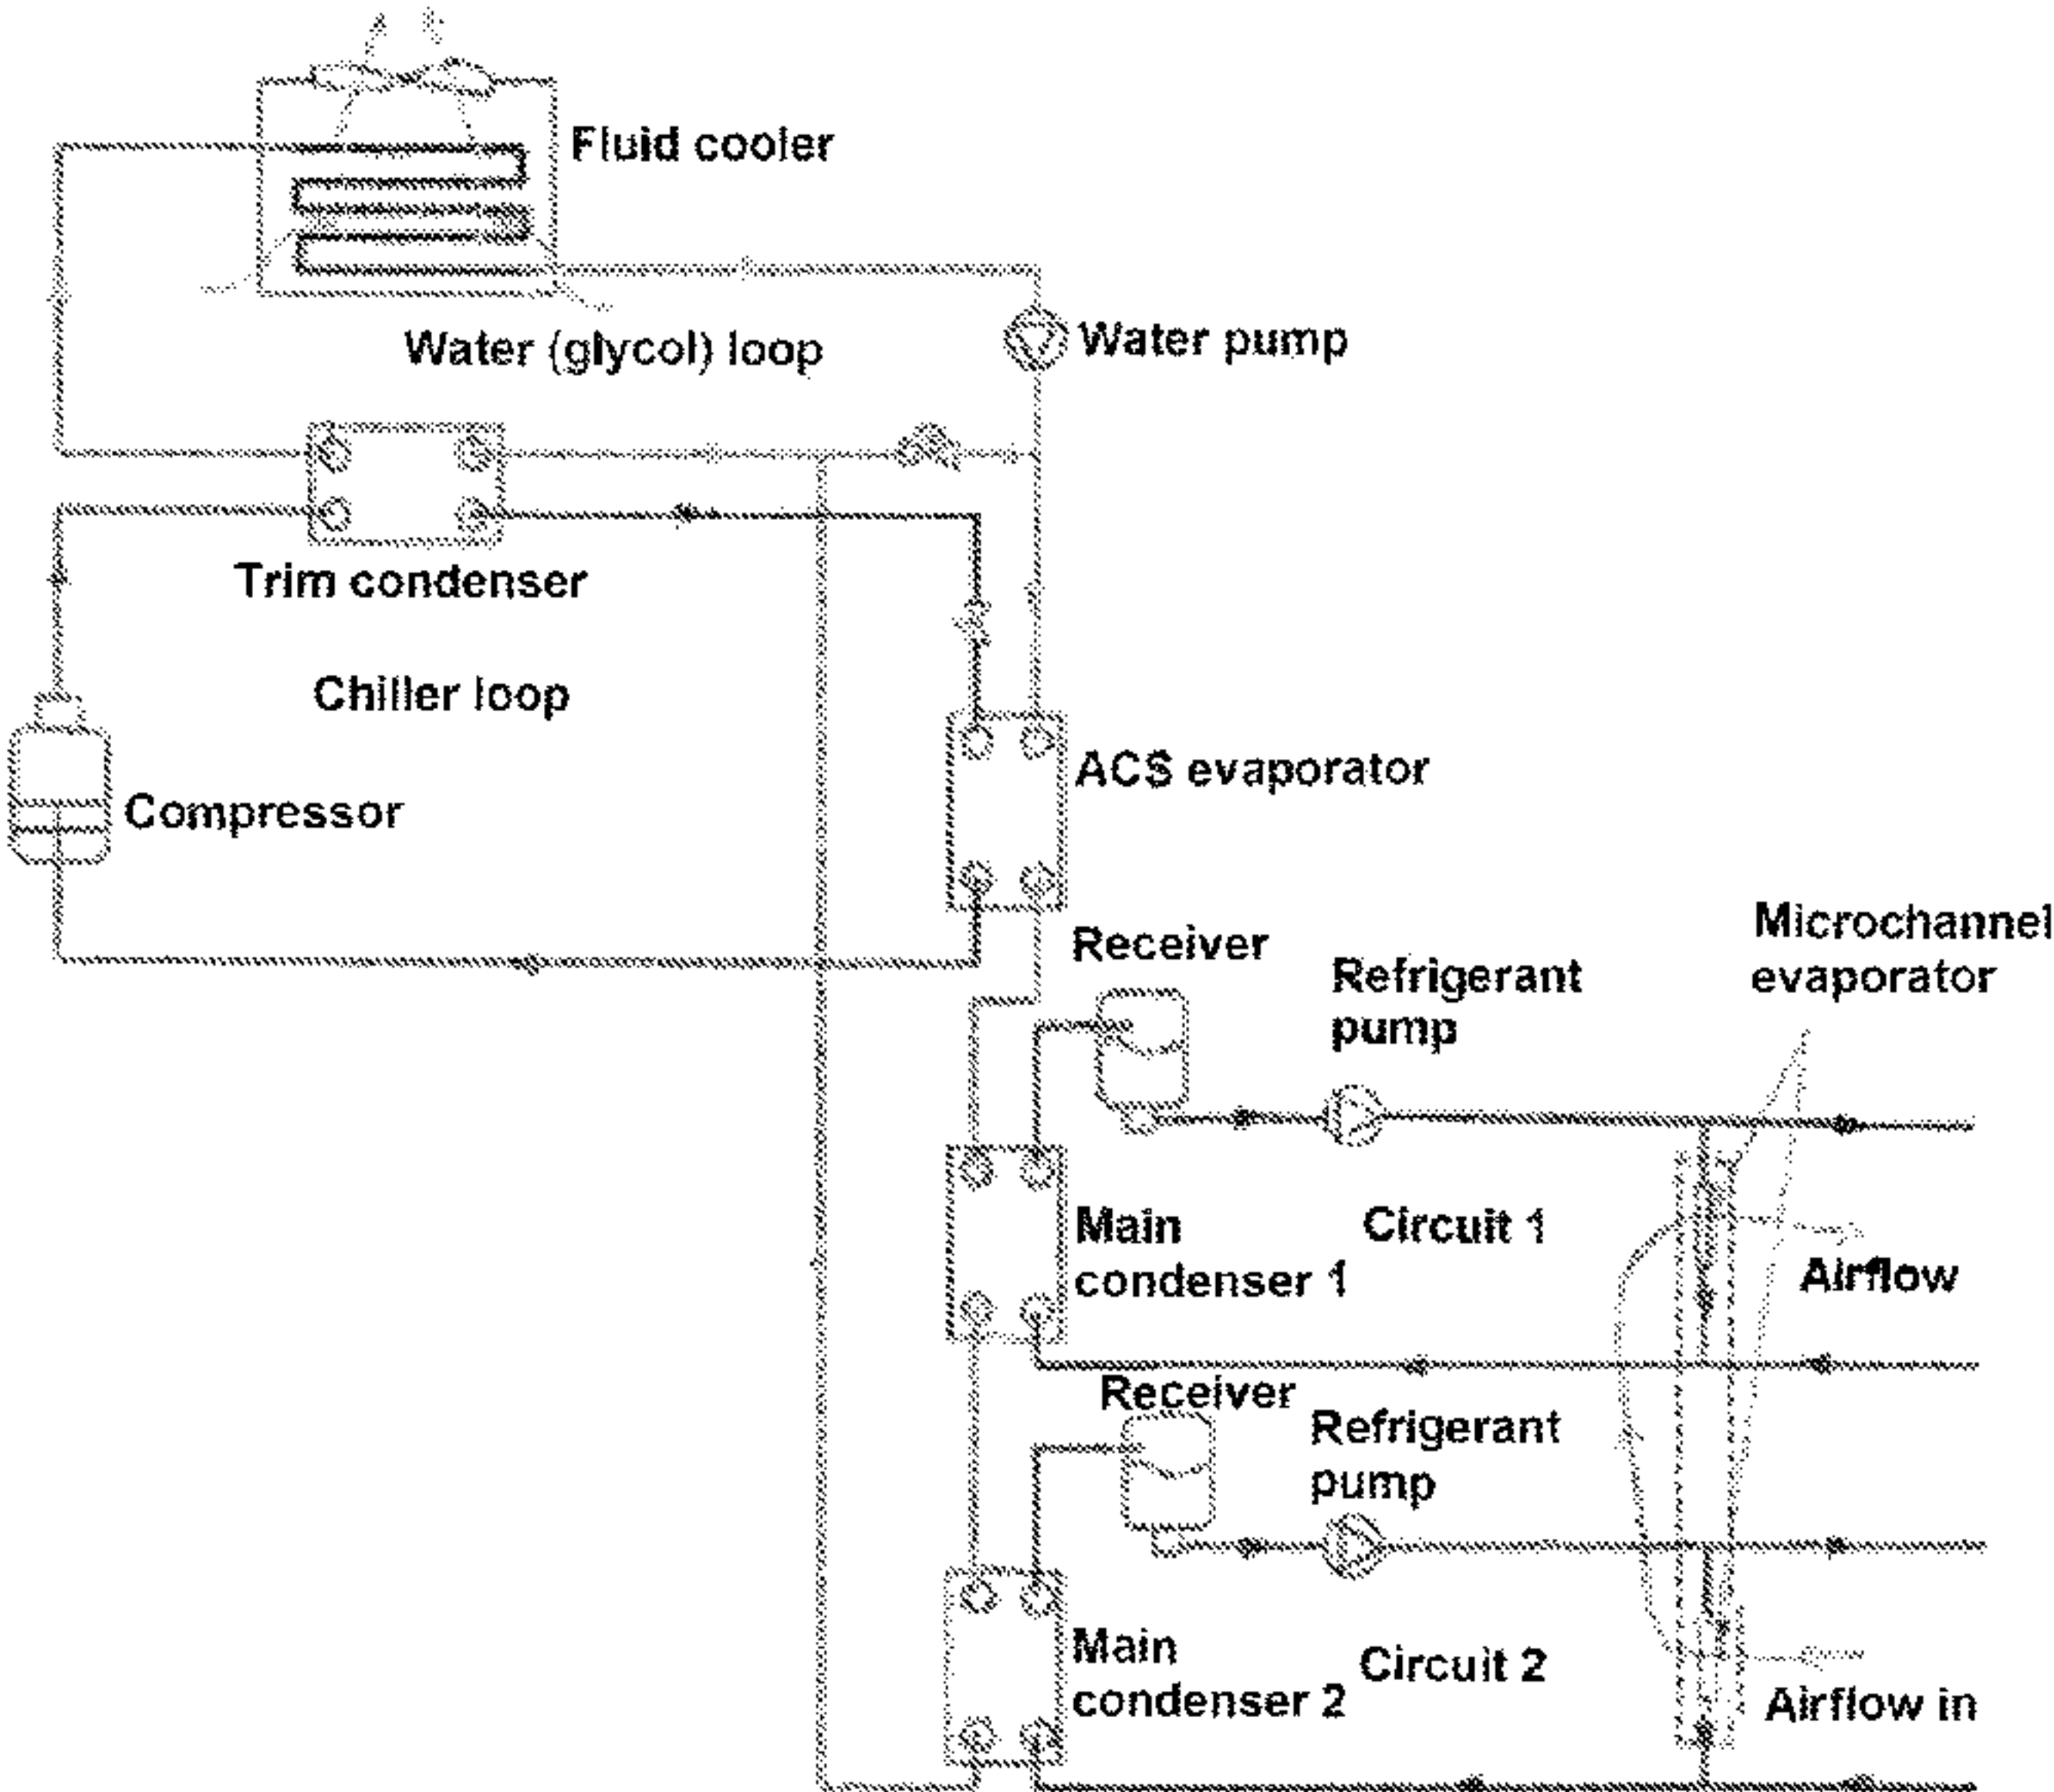 Fluid cooler
Water (glycol) loop
Water pump
Trim condenser
Chiller loop
ACS evaporator
Compressor
Receiver
Refrigerant
pump
Microchannel
evaporator
Main
condenser 1
Circuit 1
Airflow
Receiver
Refrigerant
pump
Main
condenser 2
Circuit 2
Airflow in